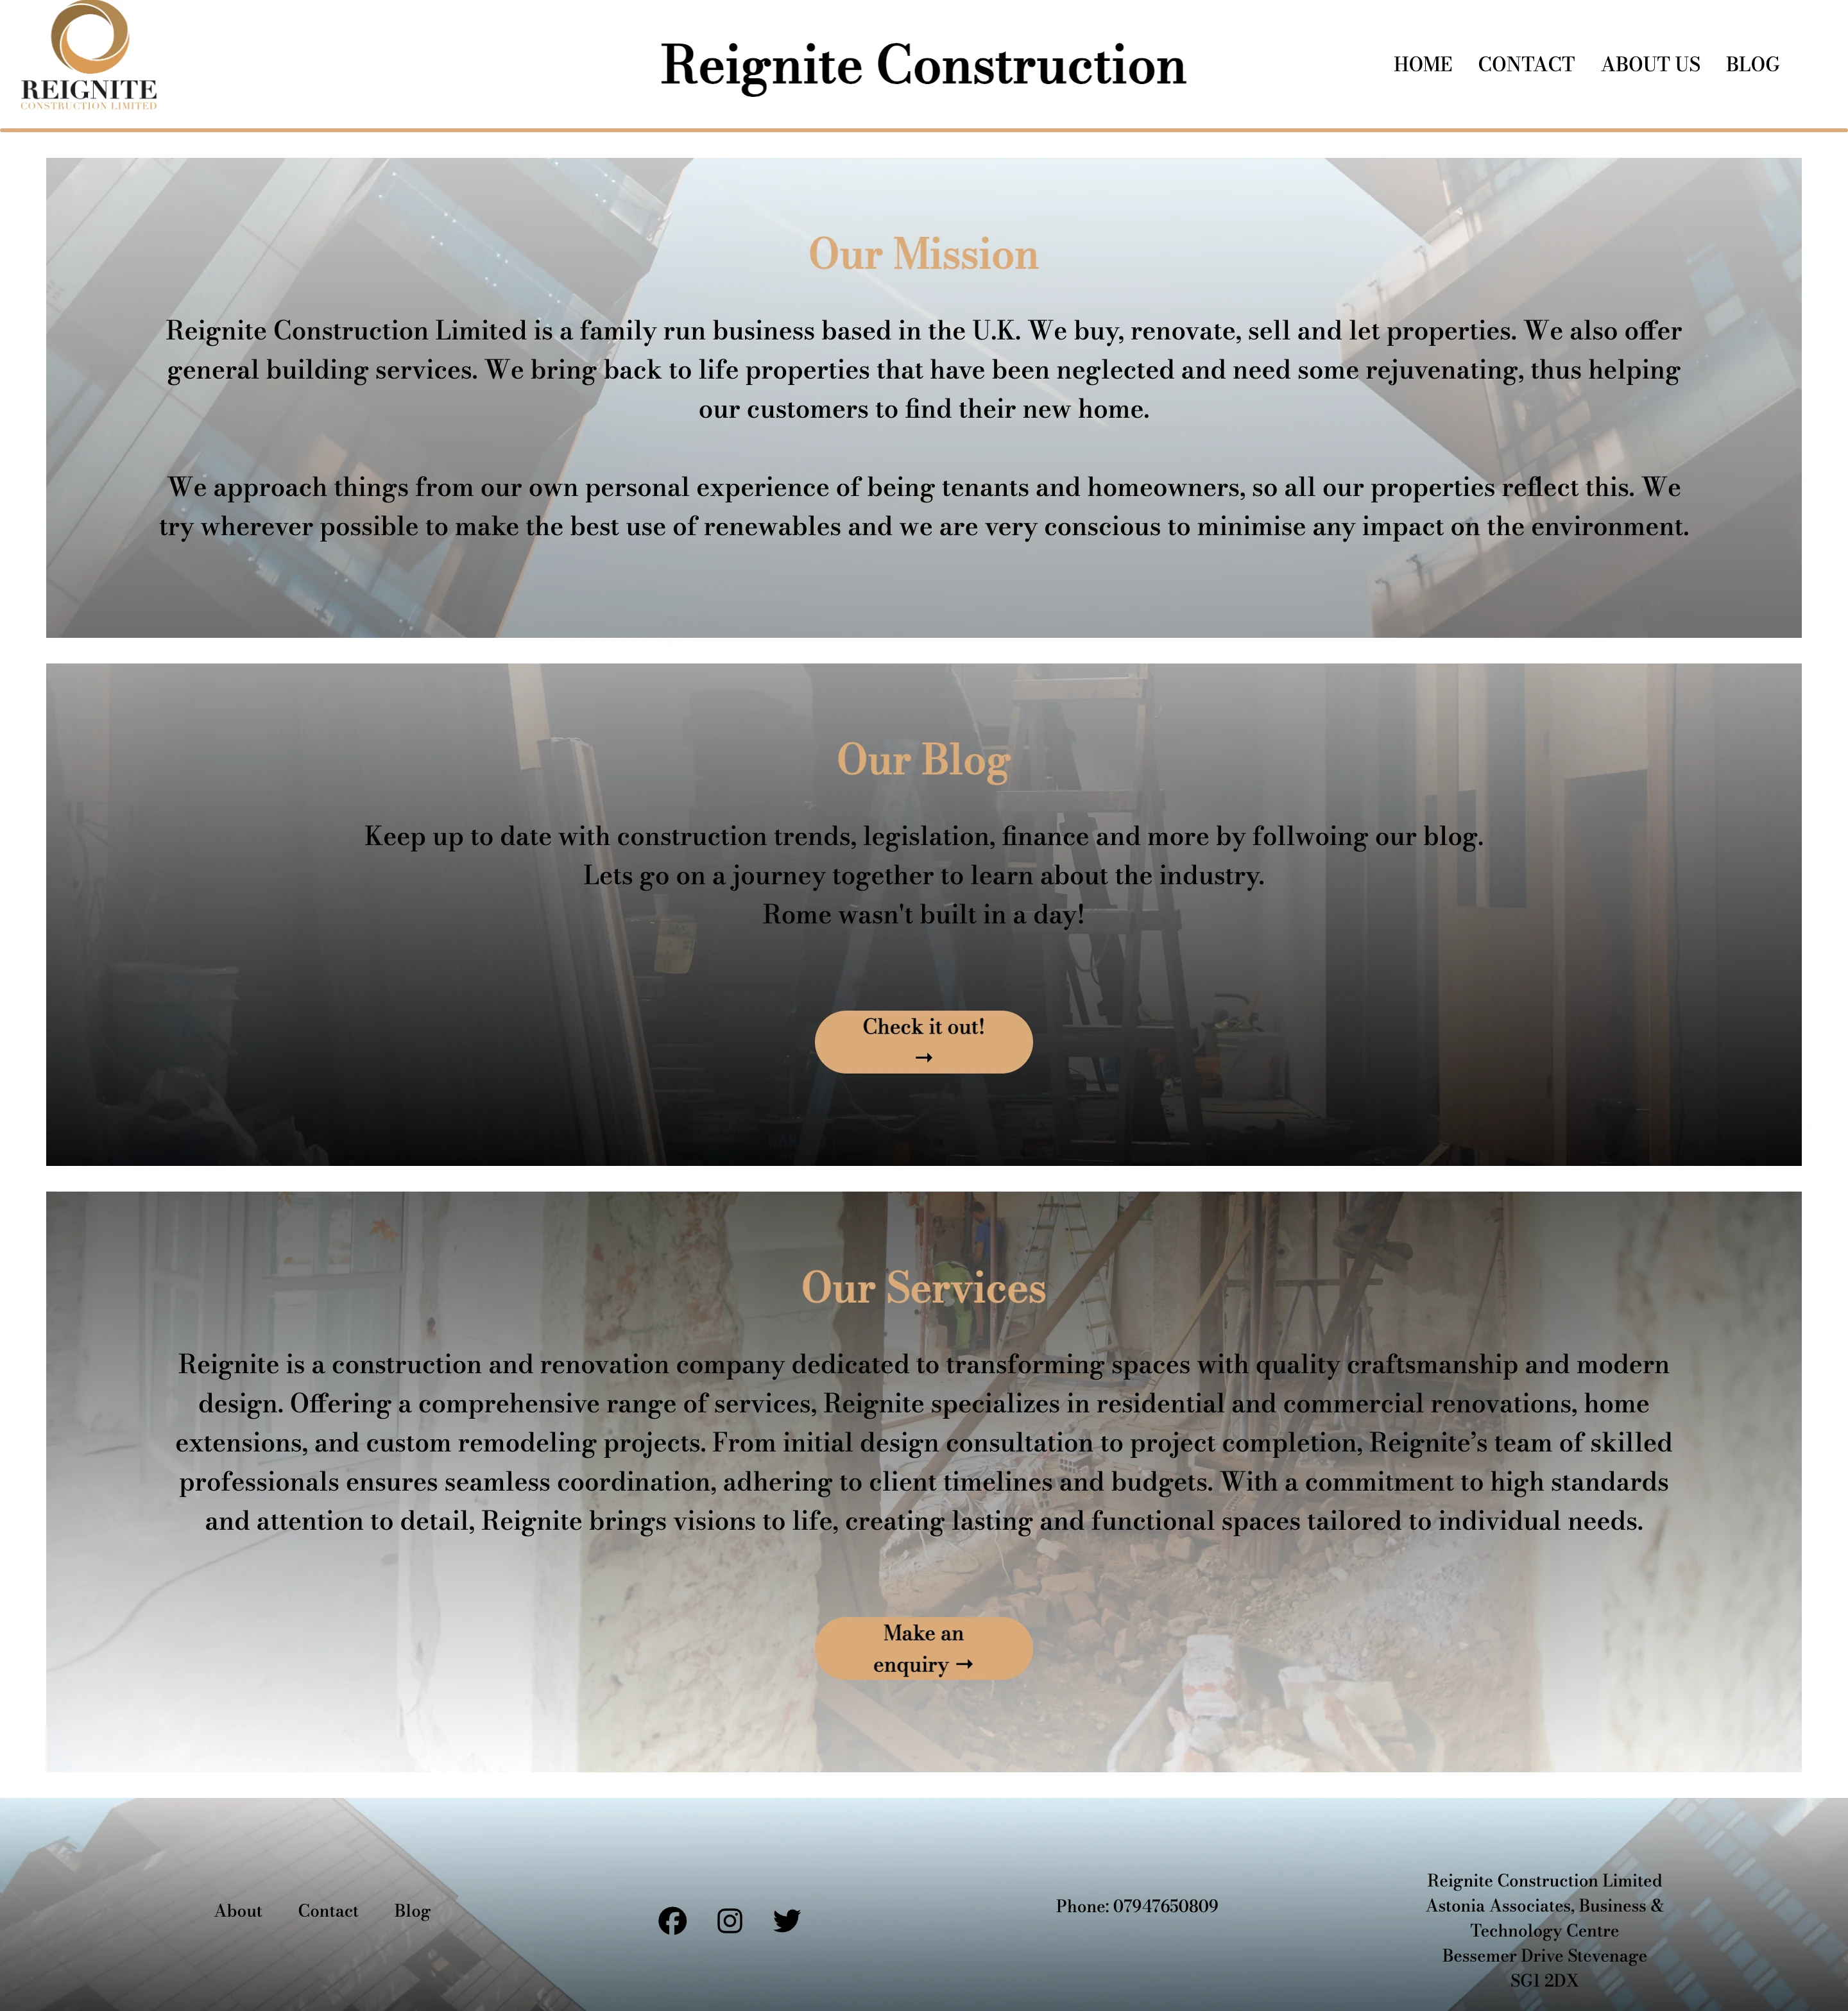 REIGNITE
CONSTRUCTION LIMITED
Reignite Construction
HOME CONTACT ABOUT US BLOG
Our Mission
Reignite Construction Limited is a family run business based in the U.K. We buy, renovate, sell and let properties. We also offer
general building services. We bring back to life properties that have been neglected and need some rejuvenating, thus helping
our customers to find their new home.
We approach things from our own personal experience of being tenants and homeowners, so all our properties reflect this. We
try wherever possible to make the best use of renewables and we are very conscious to minimise any impact on the environment.
Our Blog
Keep up to date with construction trends, legislation, finance and more by follwoing our blog.
Lets go on a journey together to learn about the industry.
Rome wasn't built in a day!
Check it out!
→
Our Services
Reignite is a construction and renovation company dedicated to transforming spaces with quality craftsmanship and modern
design. Offering a comprehensive range of services, Reignite specializes in residential and commercial renovations, home
extensions, and custom remodeling projects. From initial design consultation to project completion, Reignite’s team of skilled
professionals ensures seamless coordination, adhering to client timelines and budgets. With a commitment to high standards
and attention to detail, Reignite brings visions to life, creating lasting and functional spaces tailored to individual needs.
Make an
enquiry →
About Contact Blog
Phone: 07947650809
Reignite Construction Limited
Astonia Associates, Business &
Technology Centre
Bessemer Drive Stevenage
SG1 2DX